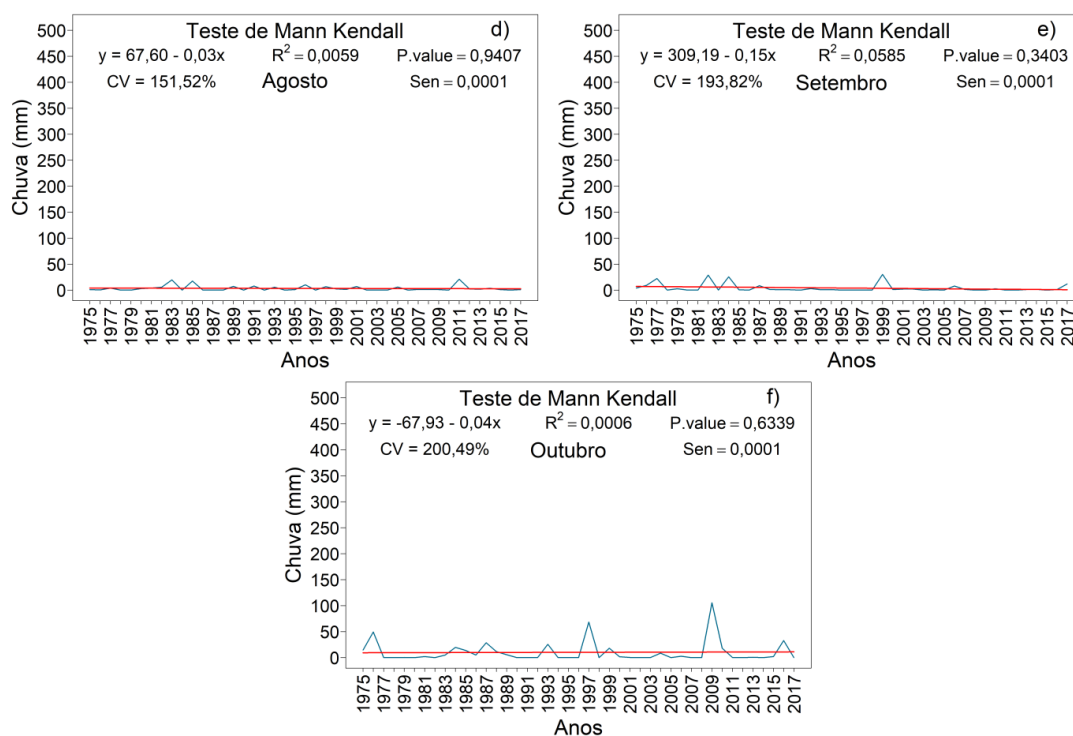 Teste de Mann Kendall d)
y = 67,60 - 0,03x R² = 0,0059 P.value = 0,9407
CV = 151,52% Agosto Sen = 0,0001
500
450
400
350
300
250
200
150
100
50
0
Chuva (mm)
1975 1977 1979 1981 1983 1985 1987 1989 1991 1993 1995 1997 1999 2001 2003 2005 2007 2009 2011 2013 2015 2017
Anos
Teste de Mann Kendall e)
y = 309,19 - 0,15x R² = 0,0585 P.value = 0,3403
CV = 193,82% Setembro Sen = 0,0001
500
450
400
350
300
250
200
150
100
50
0
Chuva (mm)
1975 1977 1979 1981 1983 1985 1987 1989 1991 1993 1995 1997 1999 2001 2003 2005 2007 2009 2011 2013 2015 2017
Anos
Teste de Mann Kendall f)
y = -67,93 - 0,04x R² = 0,0006 P.value = 0,6339
CV = 200,49% Outubro Sen = 0,0001
500
450
400
350
300
250
200
150
100
50
0
Chuva (mm)
1975 1977 1979 1981 1983 1985 1987 1989 1991 1993 1995 1997 1999 2001 2003 2005 2007 2009 2011 2013 2015 2017
Anos